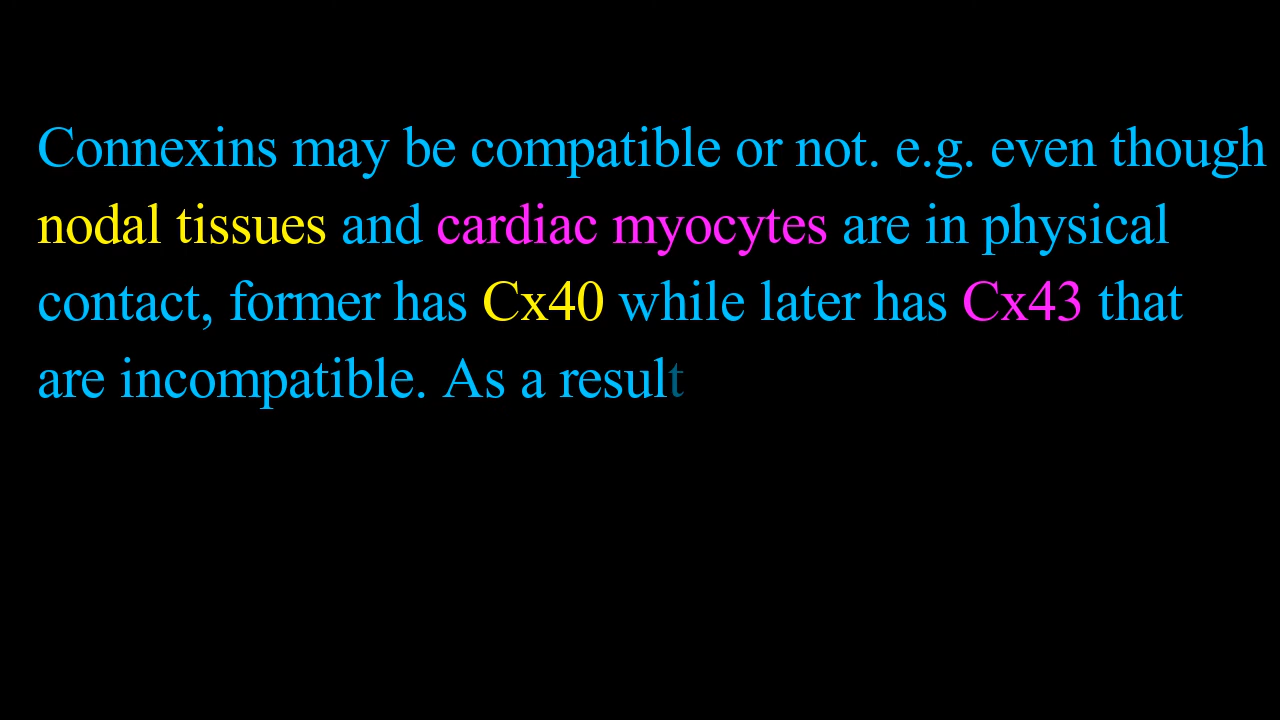 Connexins may be compatible or not. e.g. even though
nodal tissues and cardiac myocytes are in physical
contact, former has Cx40 while later has Cx43 that
are incompatible. As a result